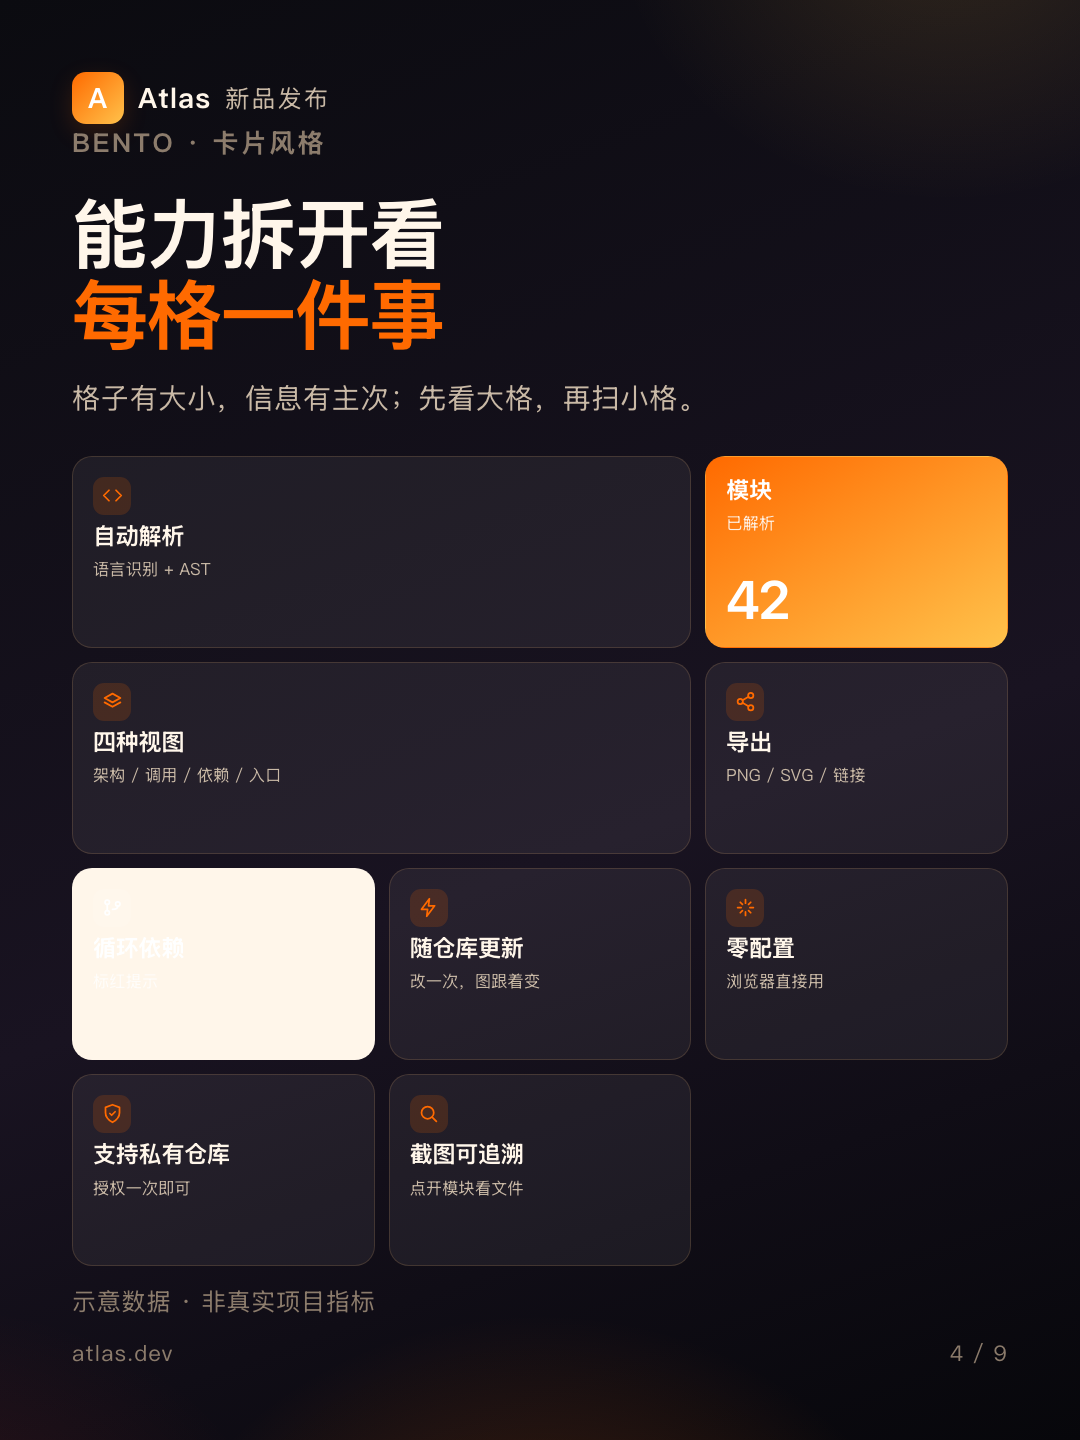 A Atlas 新品发布
BENTO · 卡片风格
能力拆开看
每格一件事
格子有大小，信息有主次；先看大格，再扫小格。
自动解析
语言识别 + AST
模块
已解析
42
四种视图
架构 / 调用 / 依赖 / 入口
导出
PNG / SVG / 链接
循环依赖
标红提示
随仓库更新
改一次，图跟着变
零配置
浏览器直接用
支持私有仓库
授权一次即可
截图可追溯
点开模块看文件
示意数据 · 非真实项目指标
atlas.dev
4 / 9